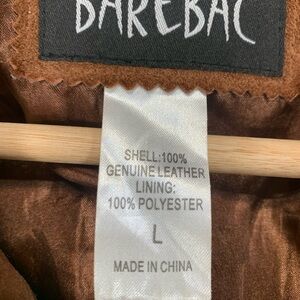 BAREBAC
SHELL:100%
GENUINE LEATHER
LINING:
100% POLYESTER
L
MADE IN CHINA